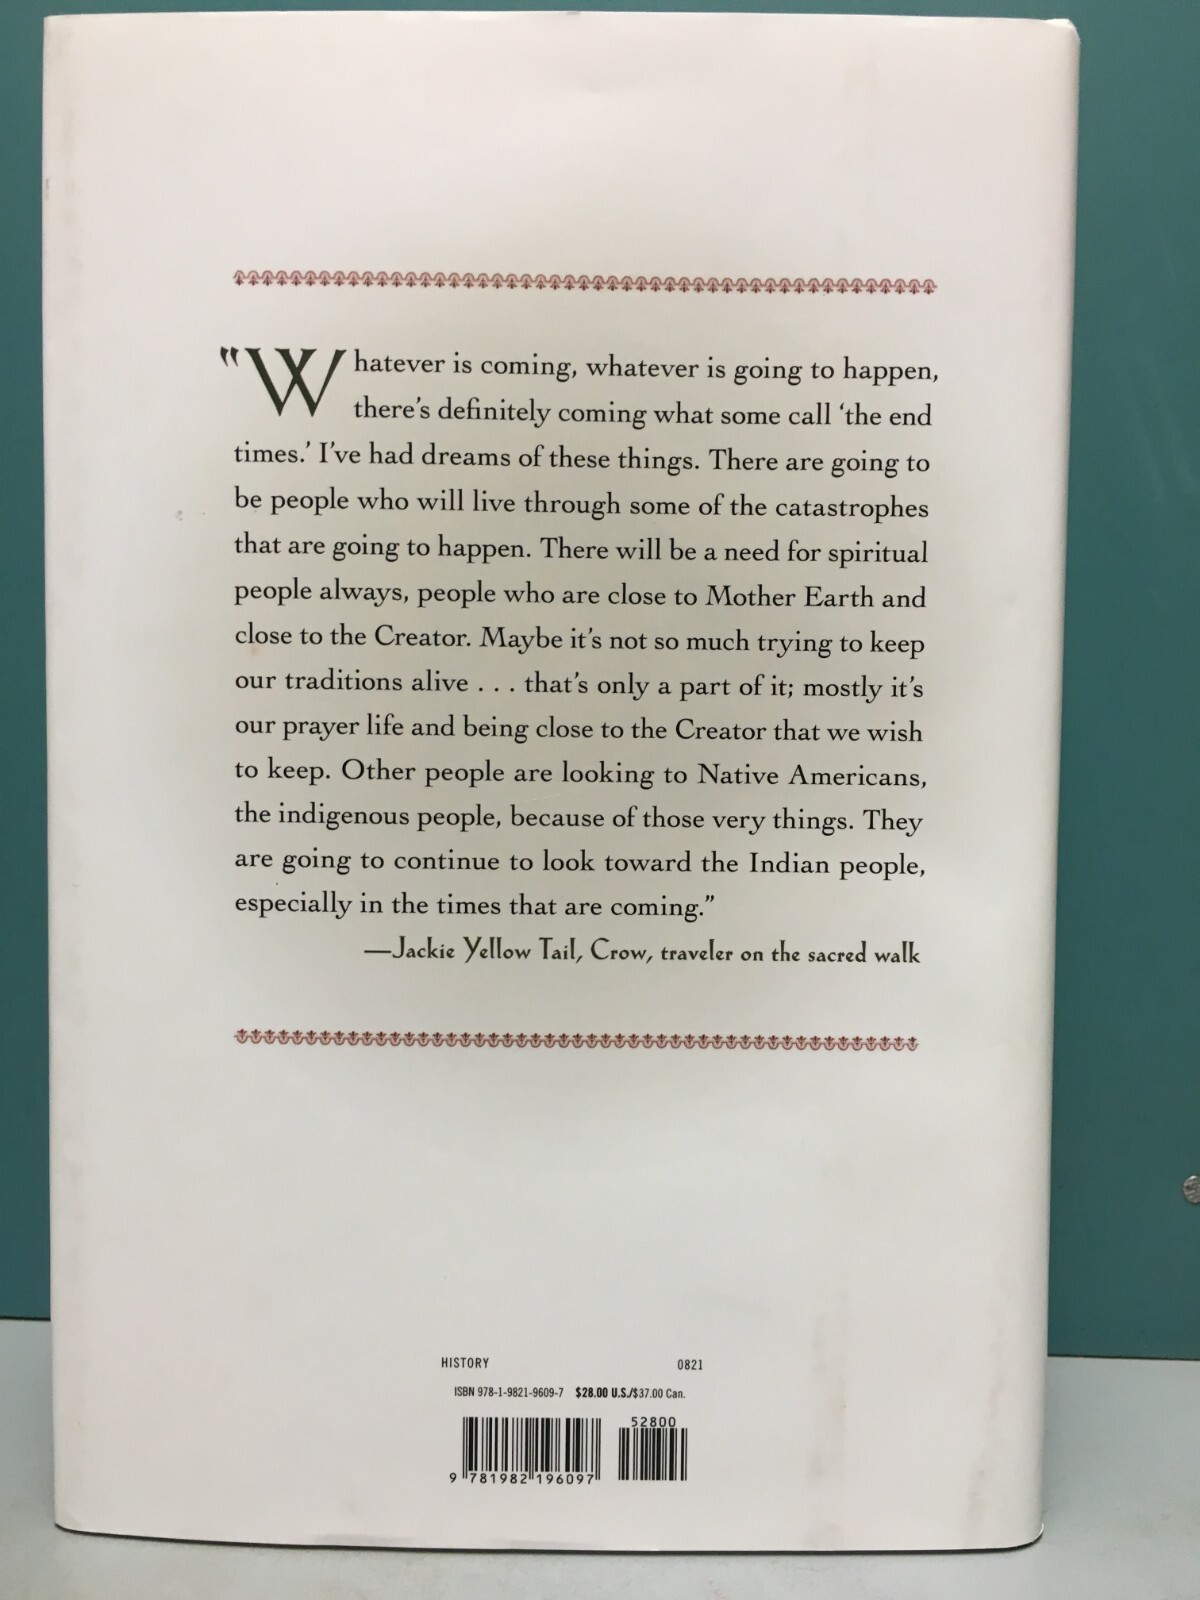 "Whatever is coming, whatever is going to happen,
there's definitely coming what some call 'the end
times.' I've had dreams of these things. There are going to
be people who will live through some of the catastrophes
that are going to happen. There will be a need for spiritual
people always, people who are close to Mother Earth and
close to the Creator. Maybe it's not so much trying to keep
our traditions alive . . . that's only a part of it; mostly it's
our prayer life and being close to the Creator that we wish
to keep. Other people are looking to Native Americans,
the indigenous people, because of those very things. They
are going to continue to look toward the Indian people,
especially in the times that are coming."
—Jackie Yellow Tail, Crow, traveler on the sacred walk
HISTORY 0821
ISBN 978-1-9821-9609-7 $28.00 U.S./$37.00 Can.
52800
9 781982 196097